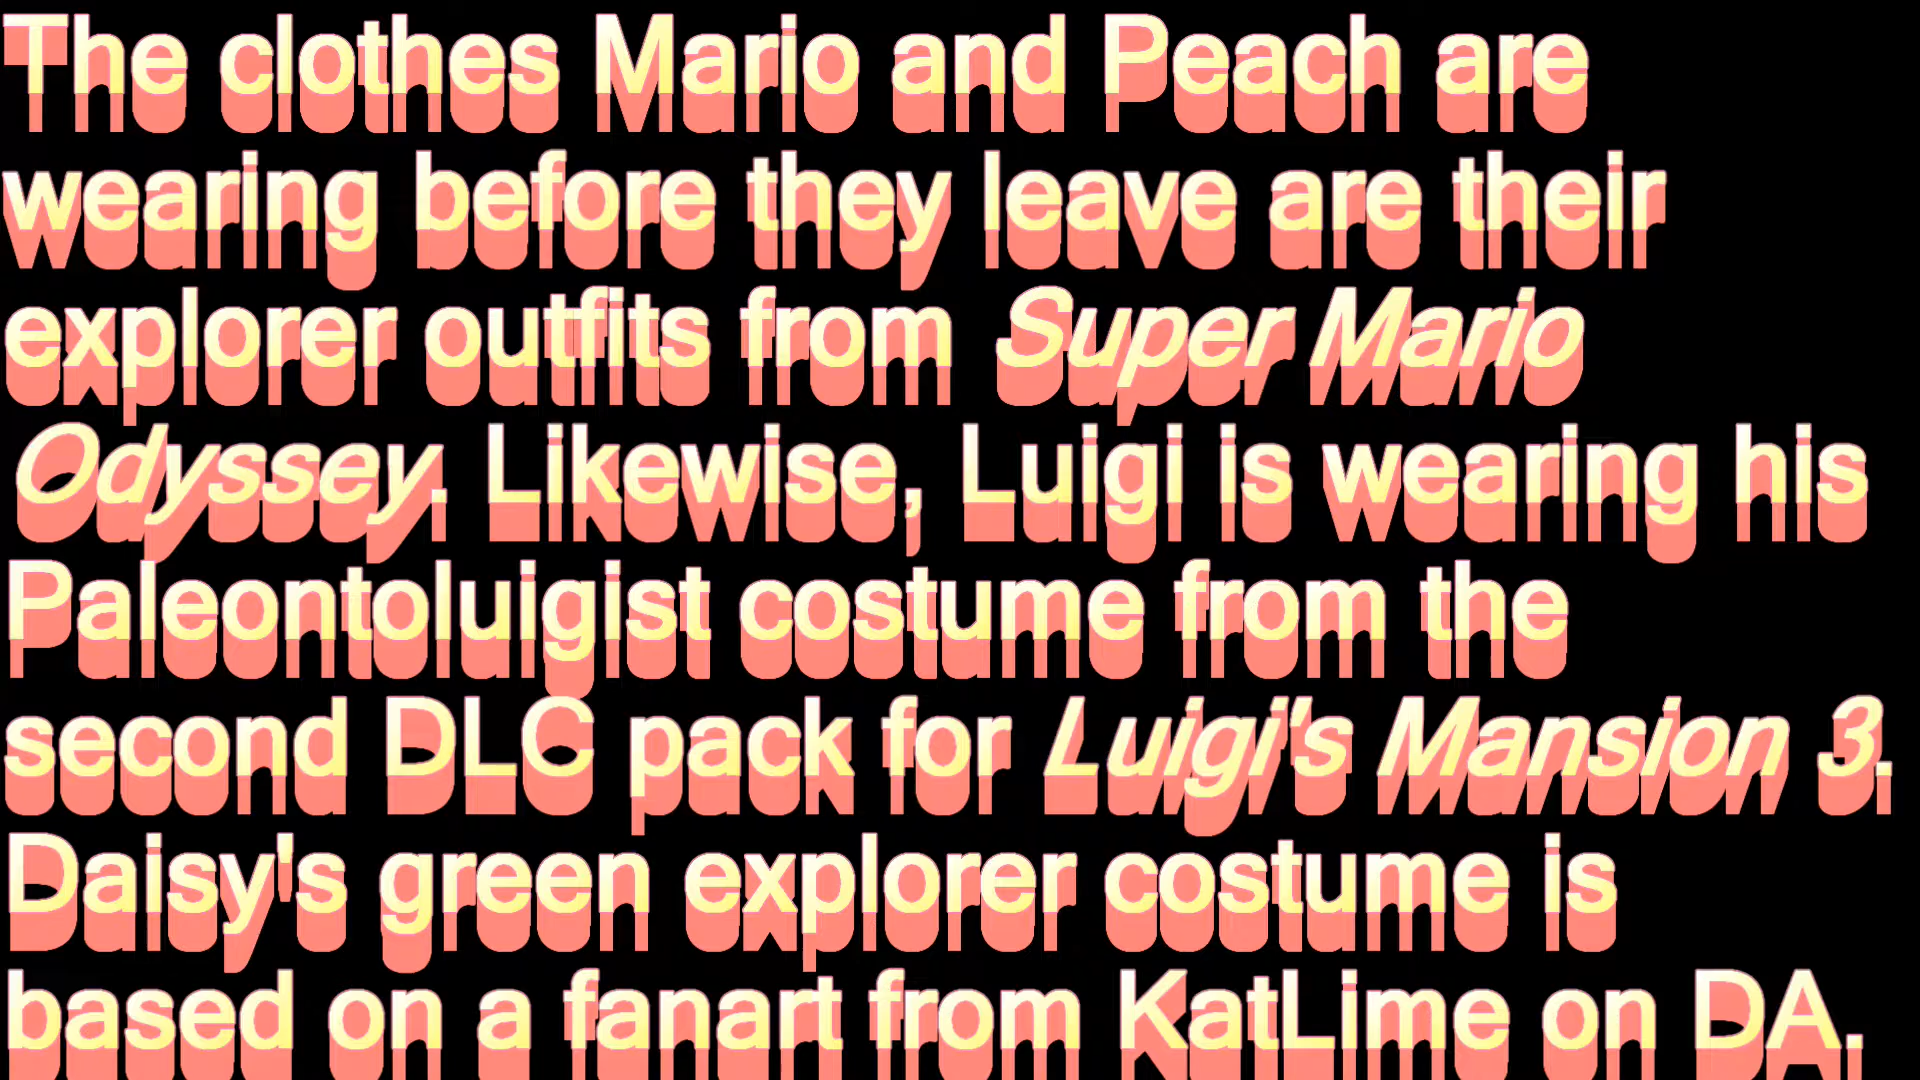 The clothes Mario and Peach are
wearing before they leave are their
explorer outfits from Super Mario
Odyssey. Likewise, Luigi is wearing his
Paleontoluigist costume from the
second DLC pack for Luigi's Mansion 3.
Daisy's green explorer costume is
based on a fanart from KatLime on DA.